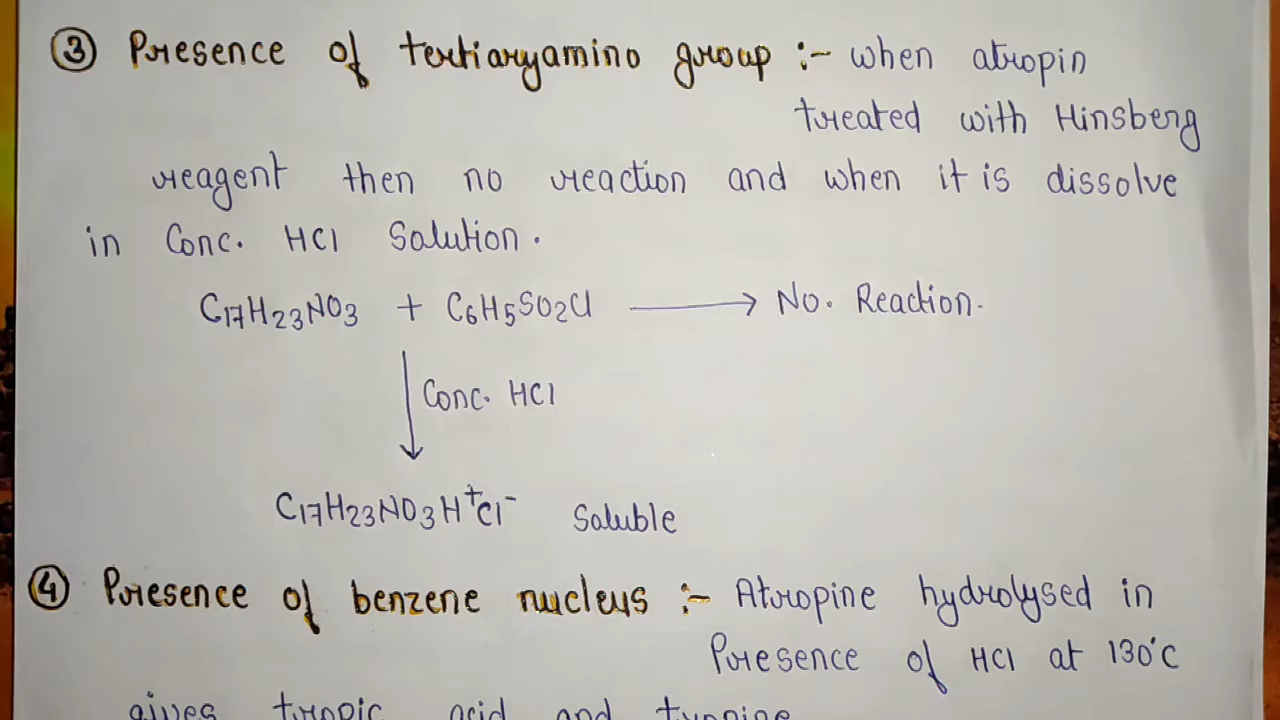 ③ Presence of tertiaryamino group :- when atropin
treated with Hinsberg
reagent then no reaction and when it is dissolve
in Conc. HCl Solution.
C17H23NO3 + C6H5SO2Cl ⟶ No. Reaction.
↓ Conc. HCl
C17H23NO3H⁺Cl⁻ Soluble
④ Presence of benzene nucleus :- Atropine hydrolysed in
Presence of HCl at 130°C
gives tropic acid and